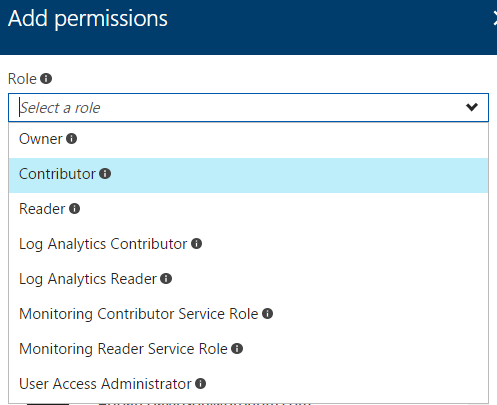 Add permissions
Role
Select a role
Owner
Contributor
Reader
Log Analytics Contributor
Log Analytics Reader
Monitoring Contributor Service Role
Monitoring Reader Service Role
User Access Administrator